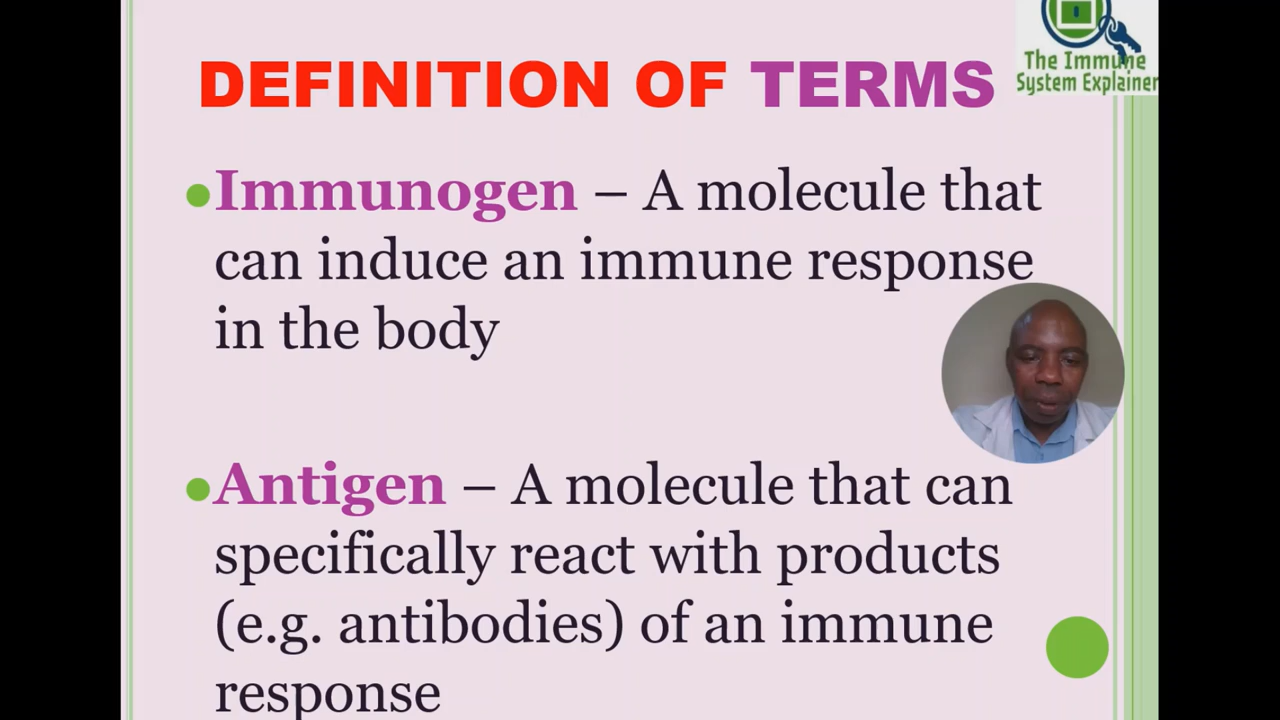 The Immune
System Explainer
DEFINITION OF TERMS
Immunogen – A molecule that
can induce an immune response
in the body
Antigen – A molecule that can
specifically react with products
(e.g. antibodies) of an immune
response